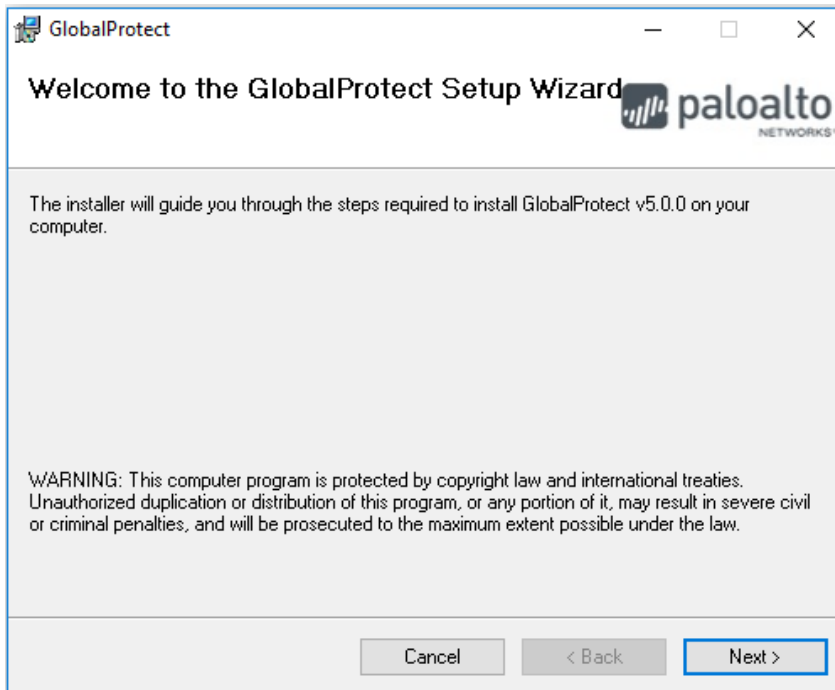 GlobalProtect
Welcome to the GlobalProtect Setup Wizard
paloalto
NETWORKS
The installer will guide you through the steps required to install GlobalProtect v5.0.0 on your
computer.
WARNING: This computer program is protected by copyright law and international treaties.
Unauthorized duplication or distribution of this program, or any portion of it, may result in severe civil
or criminal penalties, and will be prosecuted to the maximum extent possible under the law.
Cancel
< Back
Next >